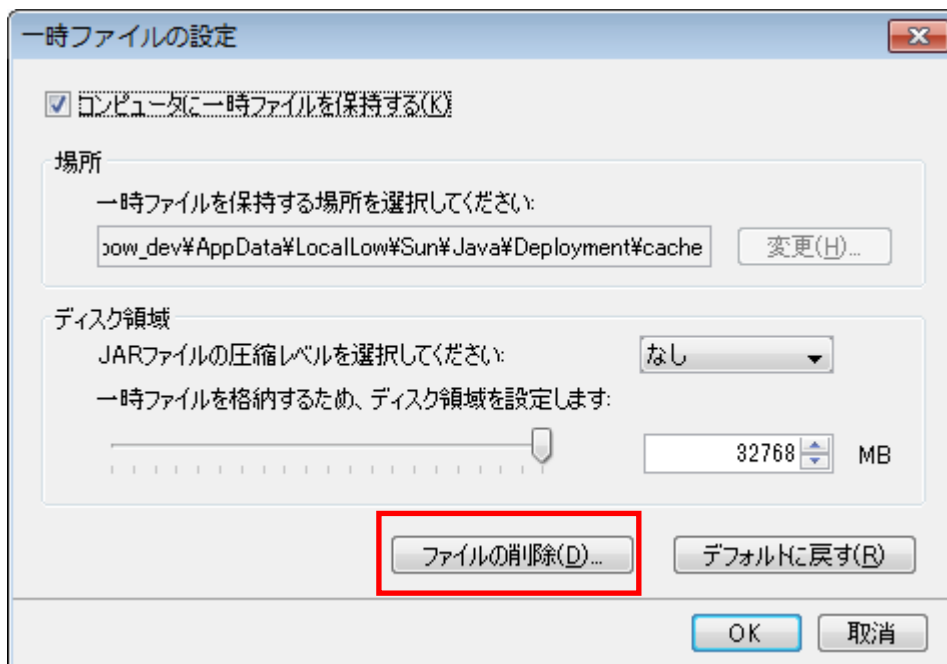 一時ファイルの設定
コンピュータに一時ファイルを保持する(K)
場所
一時ファイルを保持する場所を選択してください:
oow_dev¥AppData¥LocalLow¥Sun¥Java¥Deployment¥cache 変更(H)...
ディスク領域
JARファイルの圧縮レベルを選択してください: なし
一時ファイルを格納するため、ディスク領域を設定します:
32768 MB
ファイルの削除(D)... デフォルトに戻す(R)
OK 取消